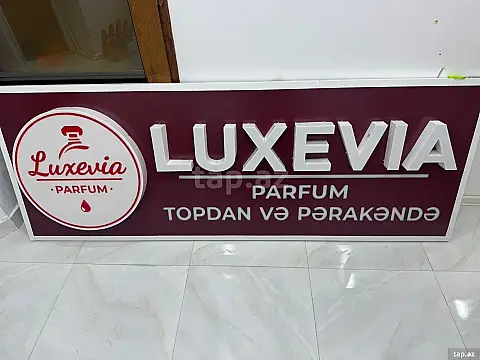 Luxevia
• PARFUM •
LUXEVIA
PARFUM
TOPDAN VƏ PƏRAKƏNDƏ
tap.az
tap.az